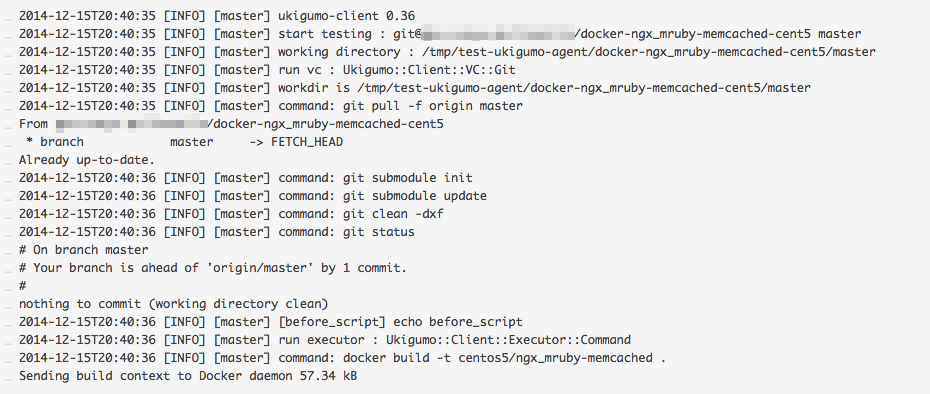 2014-12-15T20:40:35 [INFO] [master] ukigumo-client 0.36
2014-12-15T20:40:35 [INFO] [master] start testing : git@ /docker-ngx_mruby-memcached-cent5 master
2014-12-15T20:40:35 [INFO] [master] working directory : /tmp/test-ukigumo-agent/docker-ngx_mruby-memcached-cent5/master
2014-12-15T20:40:35 [INFO] [master] run vc : Ukigumo::Client::VC::Git
2014-12-15T20:40:35 [INFO] [master] workdir is /tmp/test-ukigumo-agent/docker-ngx_mruby-memcached-cent5/master
2014-12-15T20:40:35 [INFO] [master] command: git pull -f origin master
From /docker-ngx_mruby-memcached-cent5
* branch master -> FETCH_HEAD
Already up-to-date.
2014-12-15T20:40:36 [INFO] [master] command: git submodule init
2014-12-15T20:40:36 [INFO] [master] command: git submodule update
2014-12-15T20:40:36 [INFO] [master] command: git clean -dxf
2014-12-15T20:40:36 [INFO] [master] command: git status
# On branch master
# Your branch is ahead of 'origin/master' by 1 commit.
#
nothing to commit (working directory clean)
2014-12-15T20:40:36 [INFO] [master] [before_script] echo before_script
2014-12-15T20:40:36 [INFO] [master] run executor : Ukigumo::Client::Executor::Command
2014-12-15T20:40:36 [INFO] [master] command: docker build -t centos5/ngx_mruby-memcached .
Sending build context to Docker daemon 57.34 kB